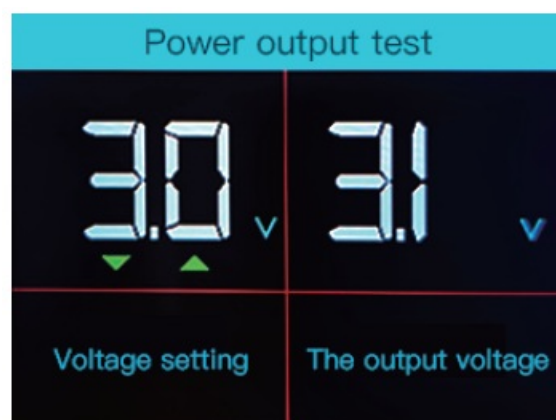 Power output test
3.0 V
3.1 V
Voltage setting
The output voltage